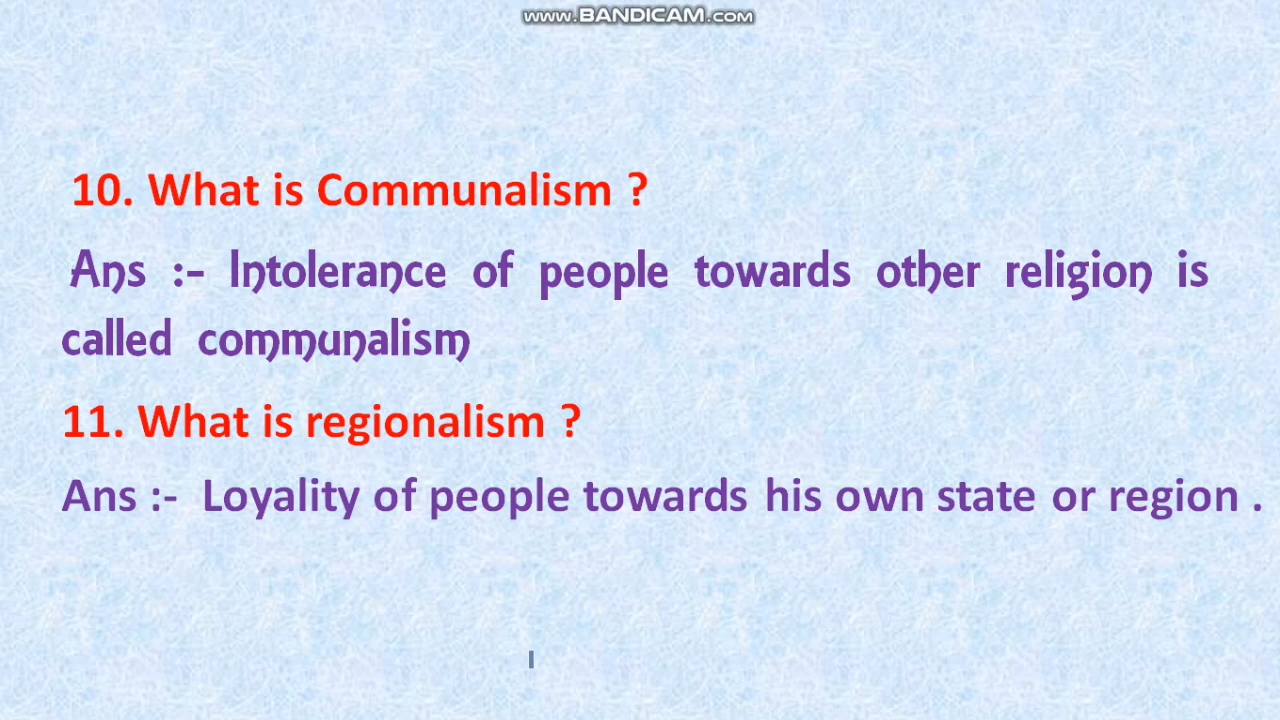 www.BANDICAM.com
10. What is Communalism ?
Ans :- Intolerance of people towards other religion is
called communalism
11. What is regionalism ?
Ans :- Loyality of people towards his own state or region .